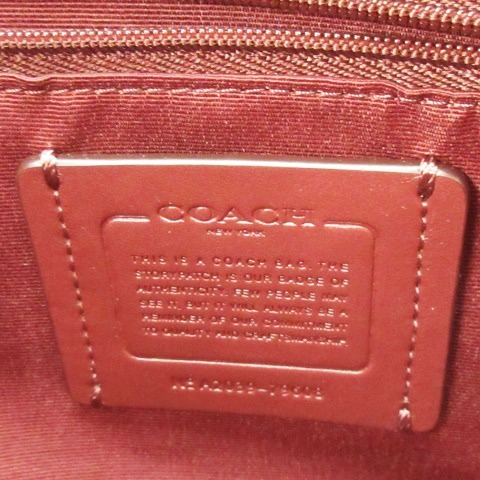 COACH
NEW YORK
THIS IS A COACH BAG. THE
STORYPATCH IS OUR BADGE OF
AUTHENTICITY. FEW PEOPLE MAY
SEE IT, BUT IT WILL ALWAYS BE A
REMINDER OF OUR COMMITMENT
TO QUALITY AND CRAFTSMANSHIP.